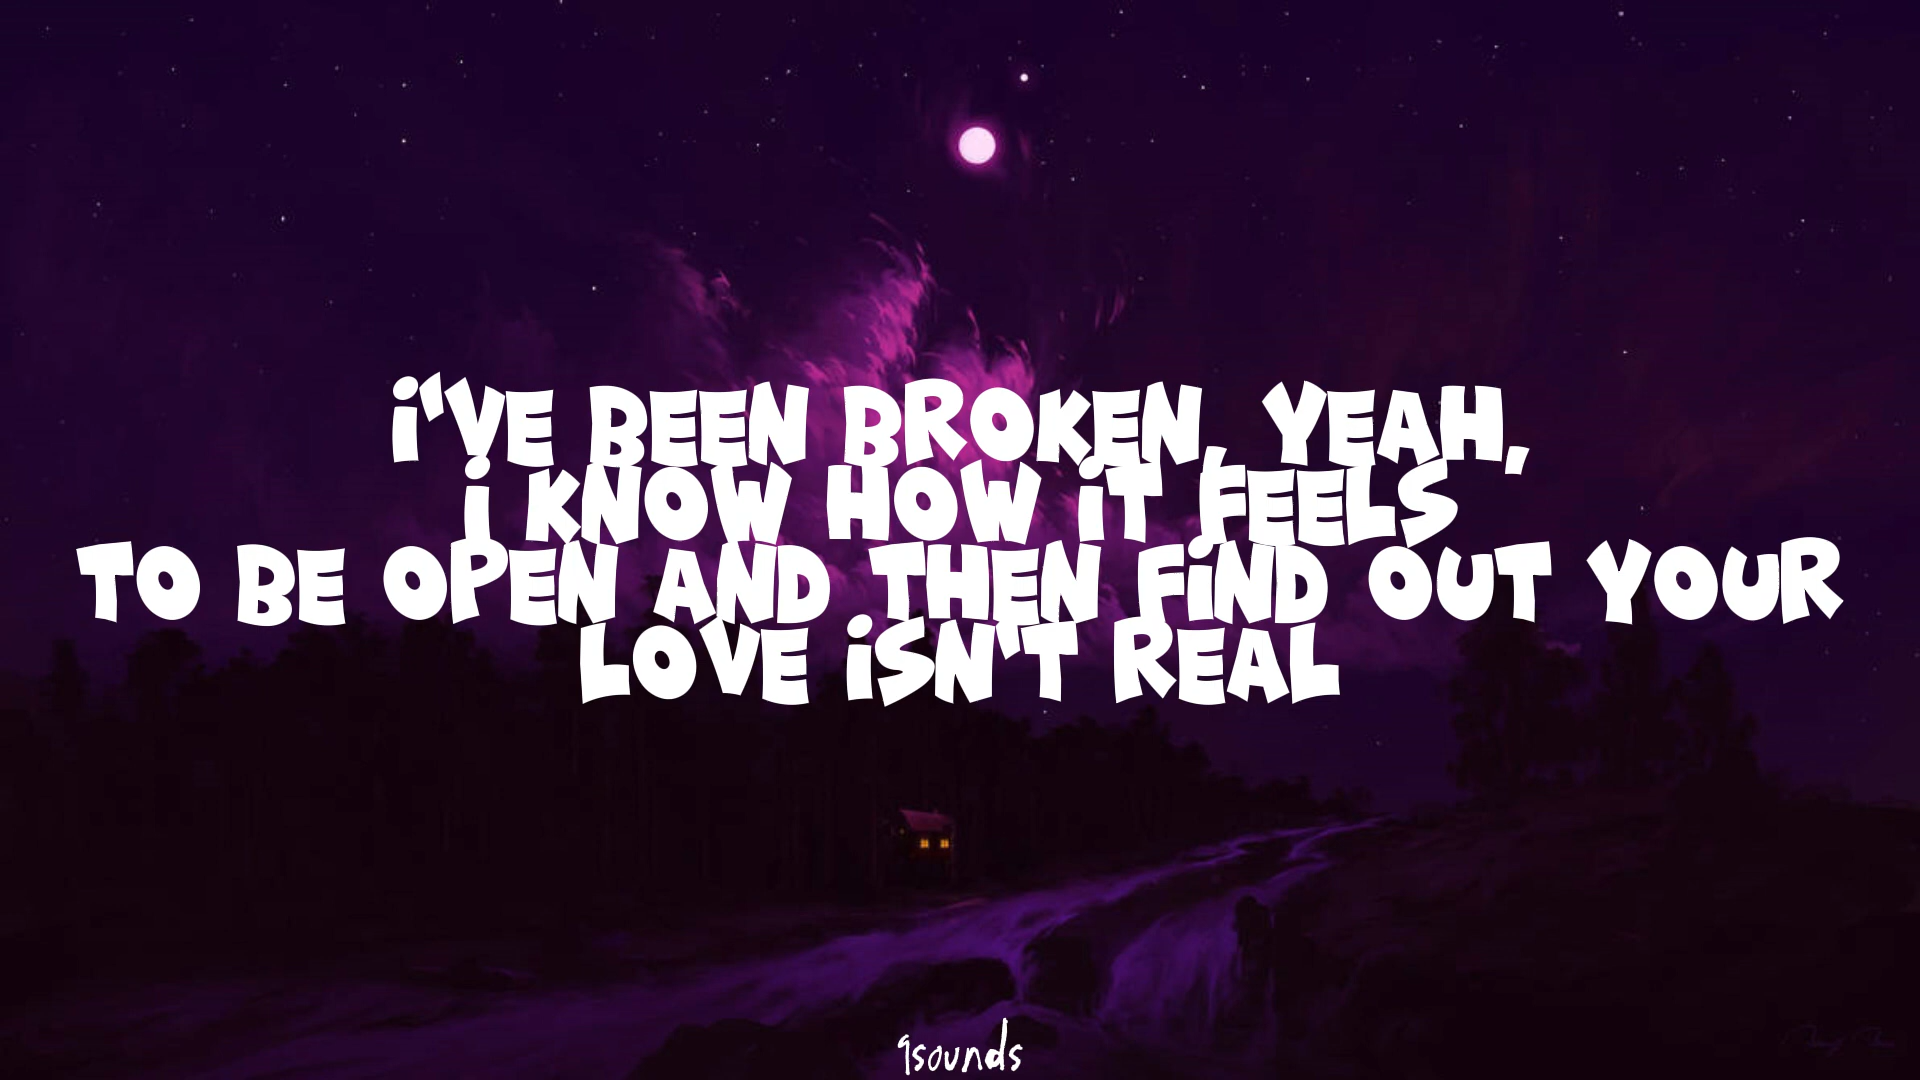 I'VE BEEN BROKEN, YEAH,
I KNOW HOW IT FEELS
TO BE OPEN AND THEN FIND OUT YOUR
LOVE ISN'T REAL
9sounds